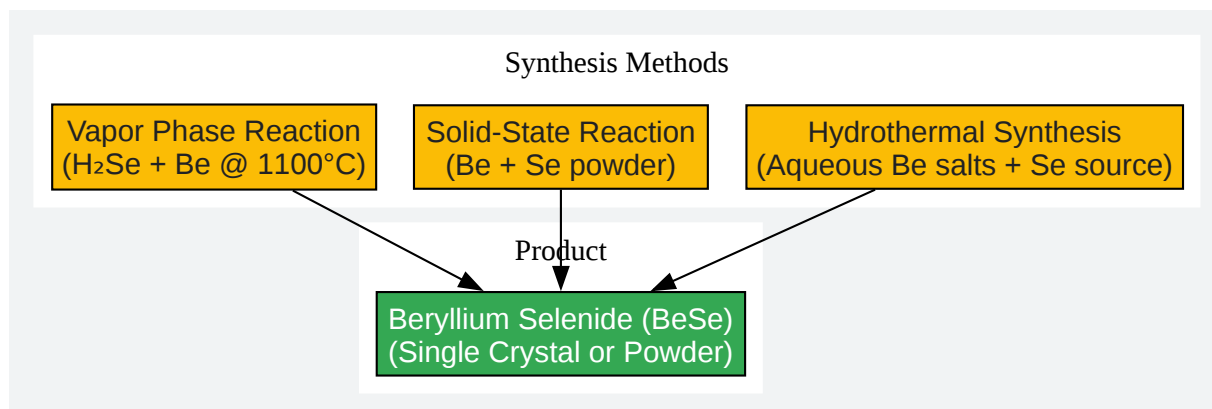 Synthesis Methods
Vapor Phase Reaction
(H₂Se + Be @ 1100°C)
Solid-State Reaction
(Be + Se powder)
Hydrothermal Synthesis
(Aqueous Be salts + Se source)
Product
Beryllium Selenide (BeSe)
(Single Crystal or Powder)